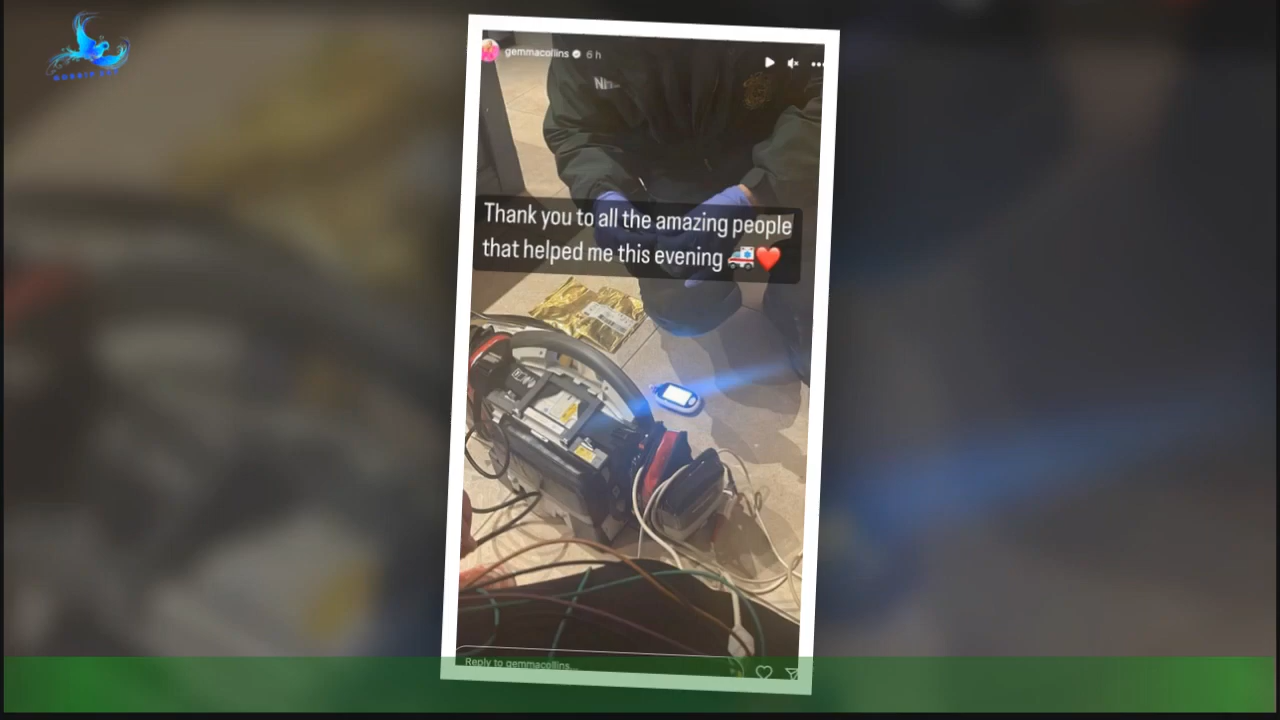 gemmacollins 6 h
Thank you to all the amazing people
that helped me this evening 🚑❤️
Reply to gemmacollins...